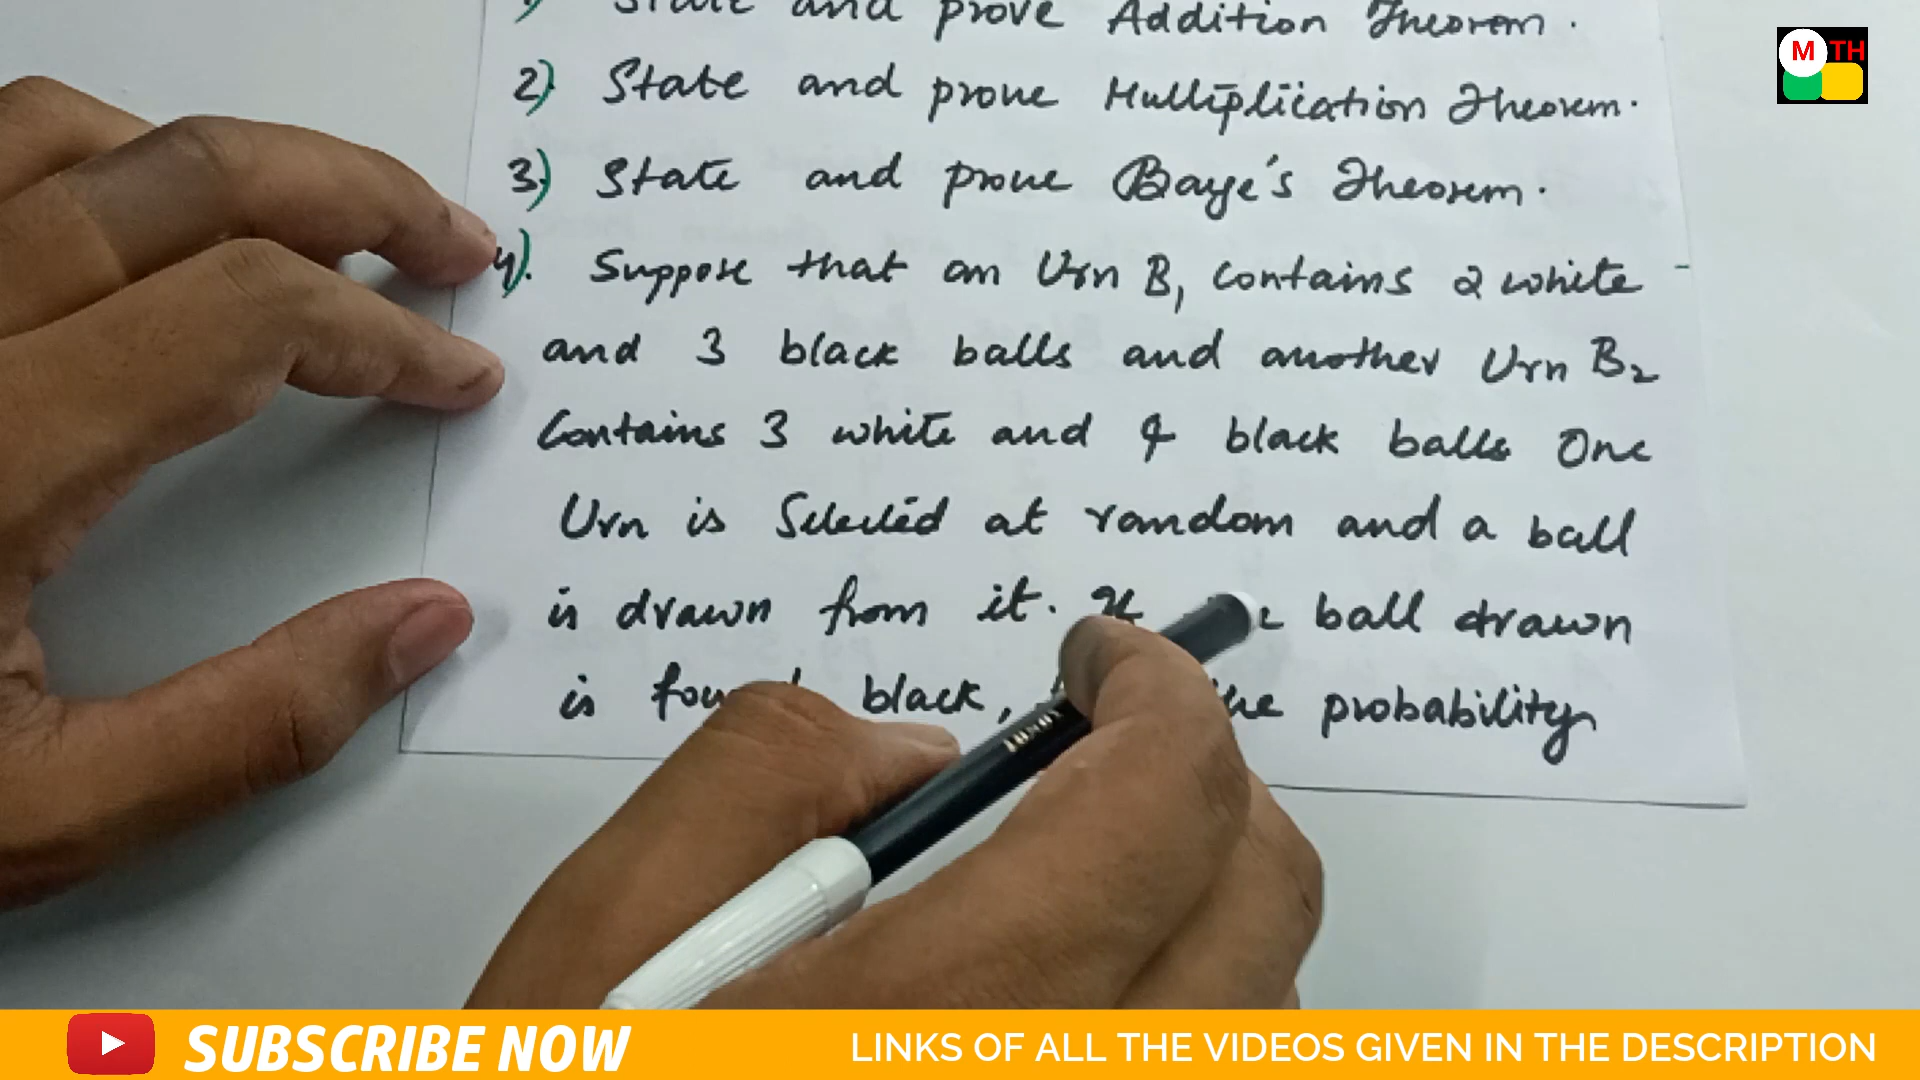 1) State and prove Addition Theorem.
M TH
2) State and prove Multiplication Theorem.
3) State and prove Baye's Theorem.
4). Suppose that an Urn B1 contains 2 white
and 3 black balls and another Urn B2
Contains 3 white and 4 black balls One
Urn is Selected at random and a ball
is drawn from it. If ball drawn
is black, the probability
SUBSCRIBE NOW
LINKS OF ALL THE VIDEOS GIVEN IN THE DESCRIPTION